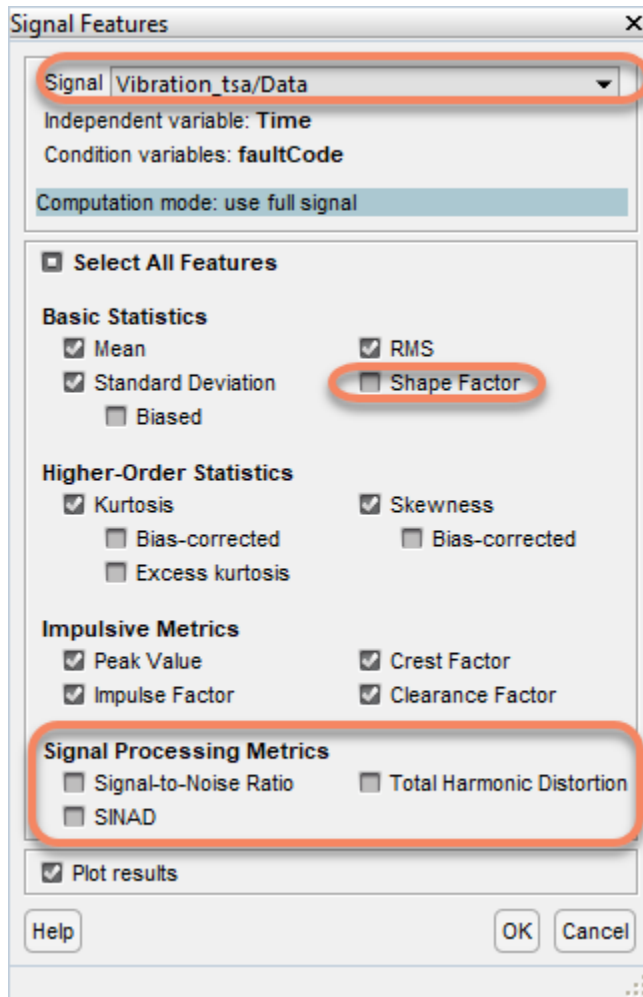 Signal Features
Signal Vibration_tsa/Data
Independent variable: Time
Condition variables: faultCode
Computation mode: use full signal
Select All Features
Basic Statistics
Mean RMS
Standard Deviation Shape Factor
Biased
Higher-Order Statistics
Kurtosis Skewness
Bias-corrected Bias-corrected
Excess kurtosis
Impulsive Metrics
Peak Value Crest Factor
Impulse Factor Clearance Factor
Signal Processing Metrics
Signal-to-Noise Ratio Total Harmonic Distortion
SINAD
Plot results
Help OK Cancel